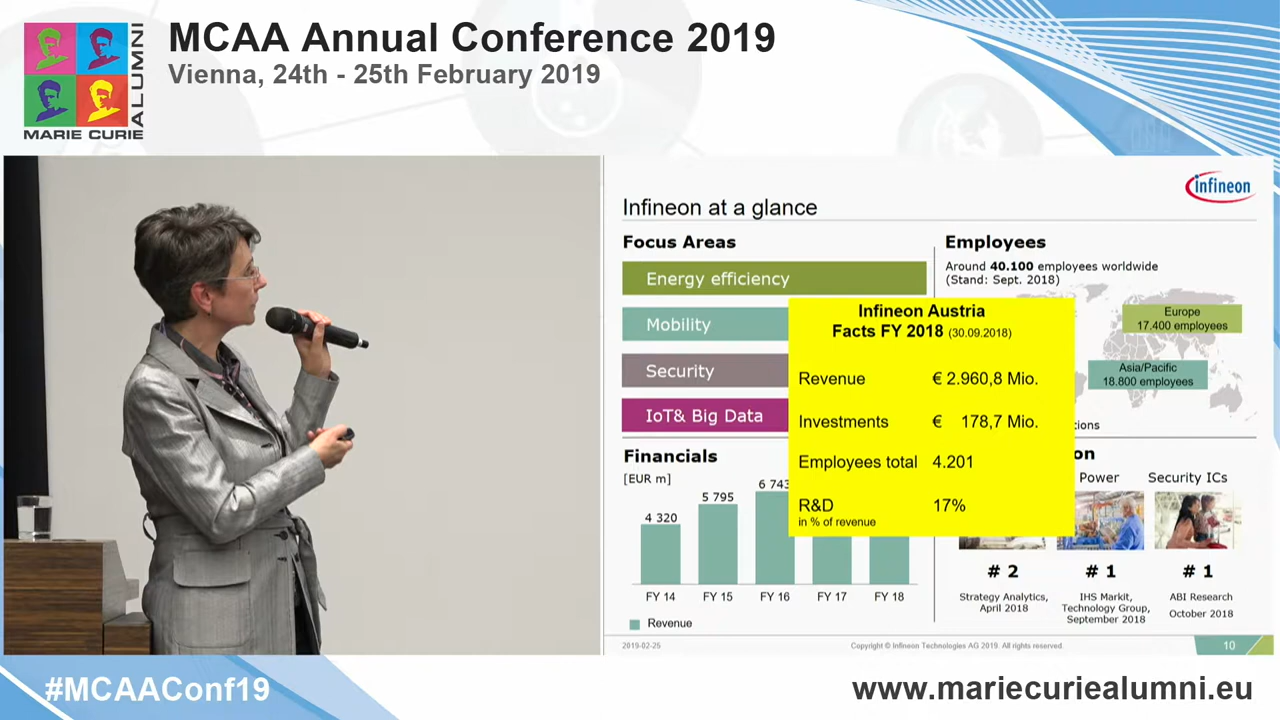 MCAA Annual Conference 2019
Vienna, 24th - 25th February 2019
MARIE CURIE
ALUMNI
infineon
Infineon at a glance
Focus Areas
Energy efficiency
Mobility
Security
IoT& Big Data
Employees
Around 40.100 employees worldwide
(Stand: Sept. 2018)
Europe
17.400 employees
Asia/Pacific
18.800 employees
Infineon Austria
Facts FY 2018 (30.09.2018)
Revenue € 2.960,8 Mio.
Investments € 178,7 Mio.
Employees total 4.201
R&D 17%
in % of revenue
Financials
[EUR m]
4 320
5 795
6 743
FY 14 FY 15 FY 16 FY 17 FY 18
Revenue
Power
Security ICs
# 2
Strategy Analytics,
April 2018
# 1
IHS Markit,
Technology Group,
September 2018
# 1
ABI Research
October 2018
2019-02-25
Copyright © Infineon Technologies AG 2019. All rights reserved.
10
#MCAAConf19
www.mariecuriealumni.eu